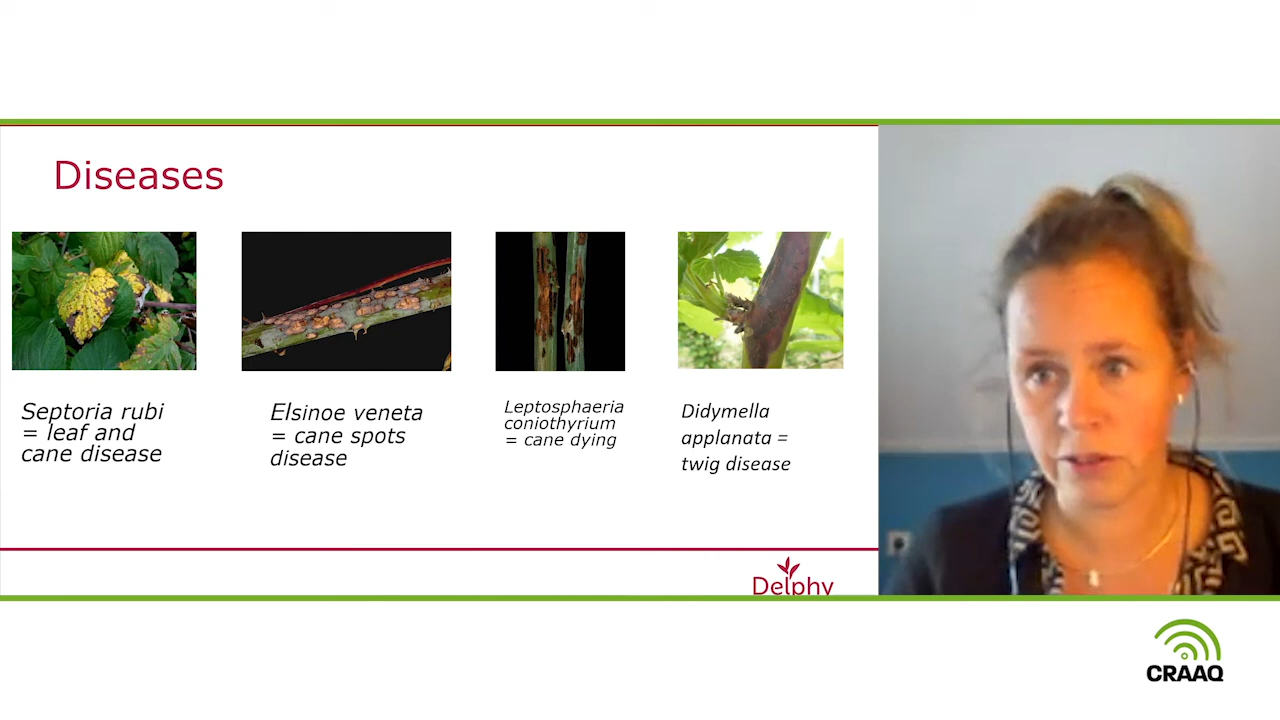 Diseases
Septoria rubi
= leaf and
cane disease
Elsinoe veneta
= cane spots
disease
Leptosphaeria
coniothyrium
= cane dying
Didymella
applanata =
twig disease
Delphy
CRAAQ